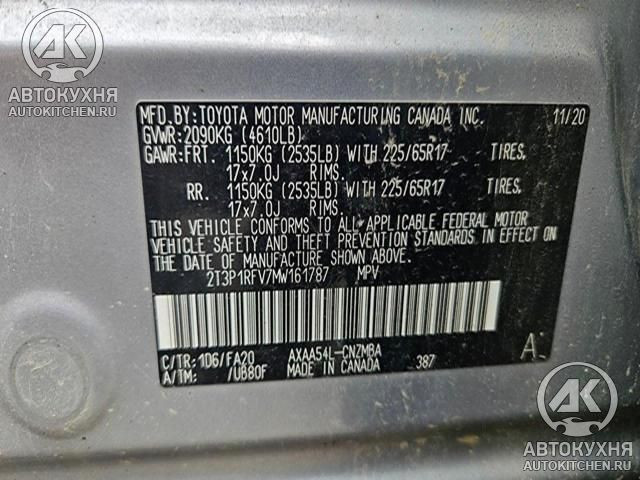 АК
АВТОКУХНЯ
AUTOKITCHEN.RU
MFD.BY:TOYOTA MOTOR MANUFACTURING CANADA INC. 11/20
GVWR:2090KG (4610LB)
GAWR:FRT. 1150KG (2535LB) WITH 225/65R17 TIRES.
17x7.0J RIMS.
RR. 1150KG (2535LB) WITH 225/65R17 TIRES.
17x7.0J RIMS.
THIS VEHICLE CONFORMS TO ALL APPLICABLE FEDERAL MOTOR
VEHICLE SAFETY AND THEFT PREVENTION STANDARDS IN EFFECT ON
THE DATE OF MANUFACTURE SHOWN ABOVE.
2T3P1RFV7MW161787 MPV
C/TR:1D6/FA20 AXAA54L-CNZMBA A
A/TM: /UB80F MADE IN CANADA 387
АК
АВТОКУХНЯ
AUTOKITCHEN.RU